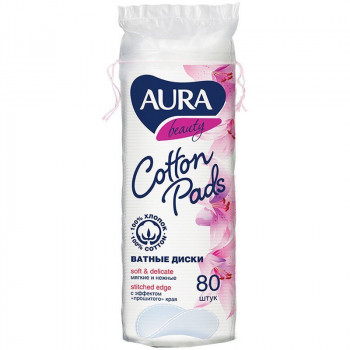 AURA
beauty
Cotton
Pads
100% ХЛОПОК
100% COTTON
ВАТНЫЕ ДИСКИ
soft & delicate
мягкие и нежные
stitched edge
с эффектом
"прошитого" края
80
штук